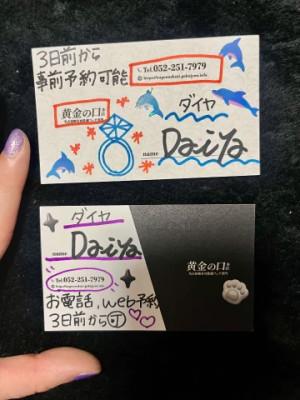 3日前から
事前予約可能
Tel.052-251-7979
黄金の口
ダイヤ
name Daiya
ダイヤ
name Daiya
Tel.052-251-7979
黄金の口
お電話、web予約
3日前から可